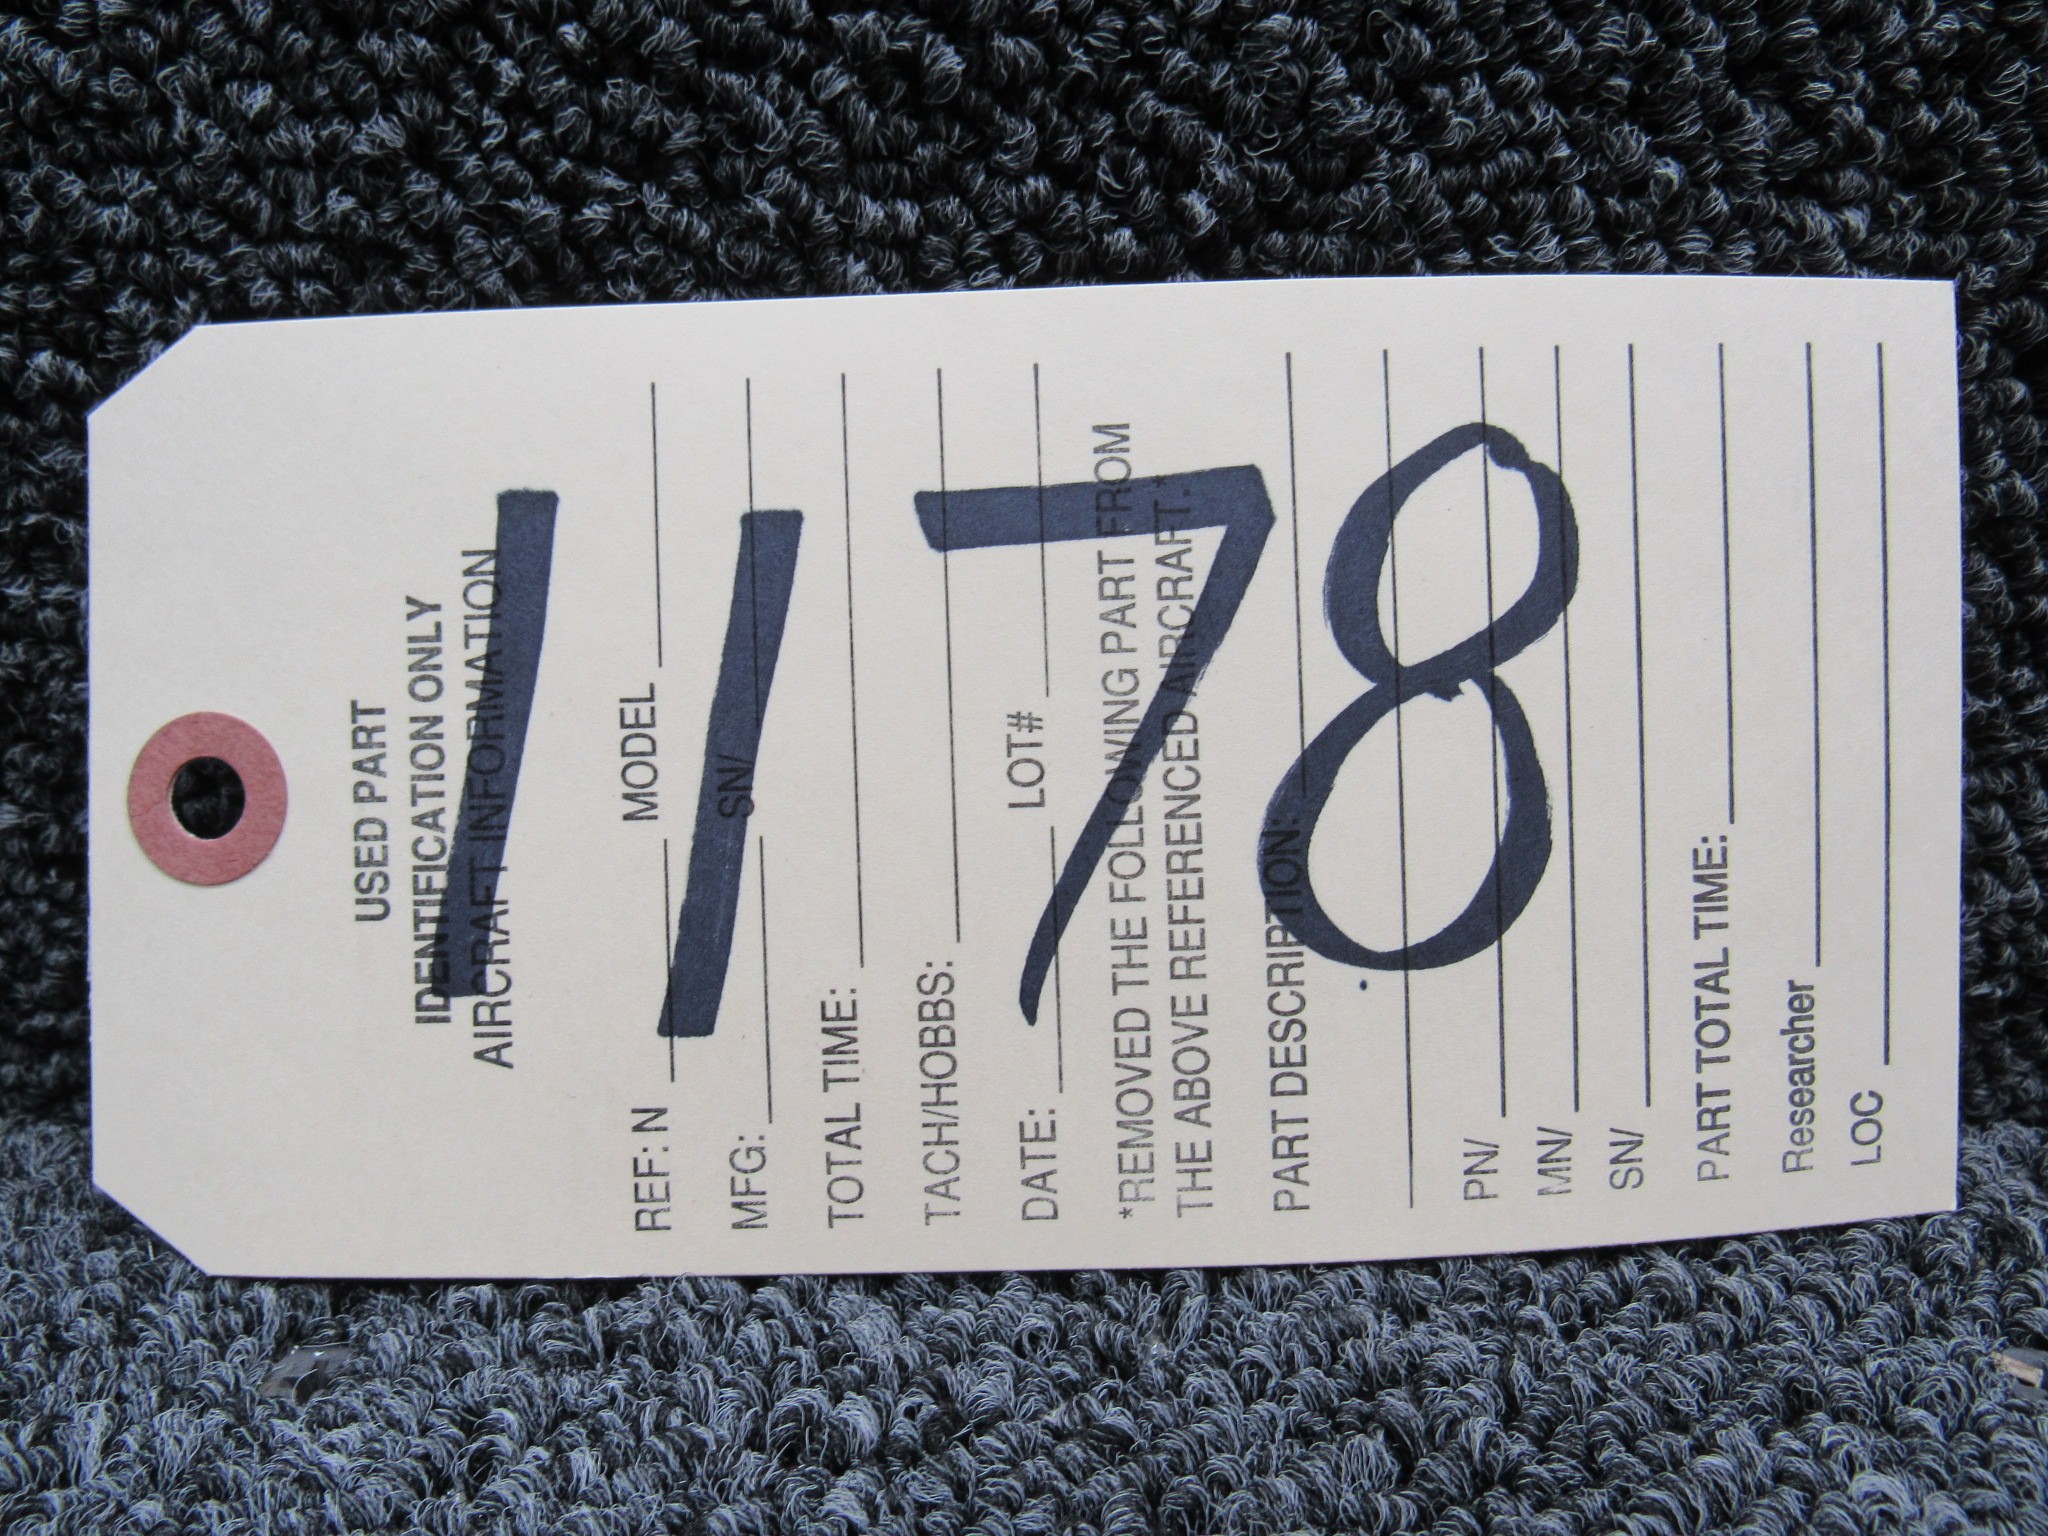 USED PART
IDENTIFICATION ONLY
AIRCRAFT INFORMATION
REF: N MODEL
MFG: SN/
TOTAL TIME:
TACH/HOBBS:
DATE: LOT#
*REMOVED THE FOLLOWING PART FROM
THE ABOVE REFERENCED AIRCRAFT.*
PART DESCRIPTION:
PN/
MN/
SN/
PART TOTAL TIME:
Researcher
LOC
1178